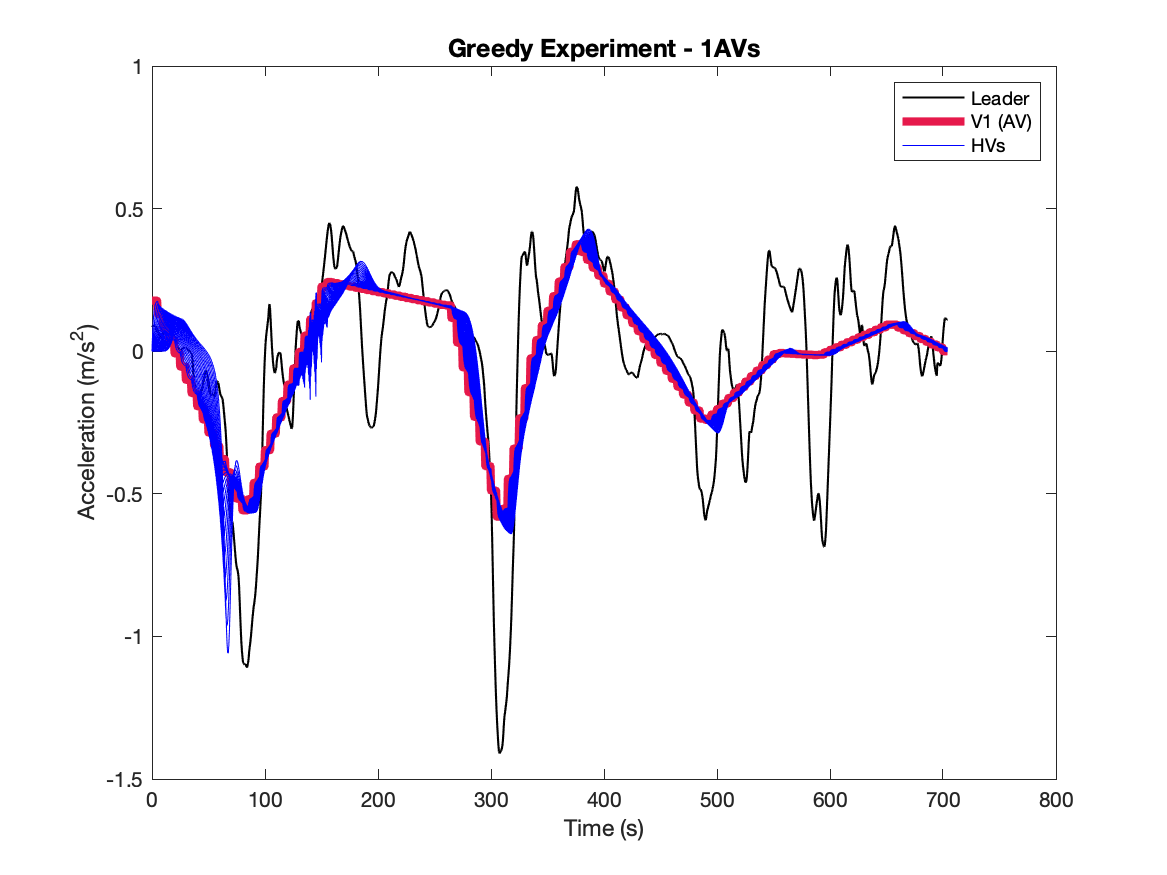 Greedy Experiment - 1AVs
1
0.5
0
-0.5
-1
-1.5
Acceleration (m/s²)
Leader
V1 (AV)
HVs
0 100 200 300 400 500 600 700 800
Time (s)